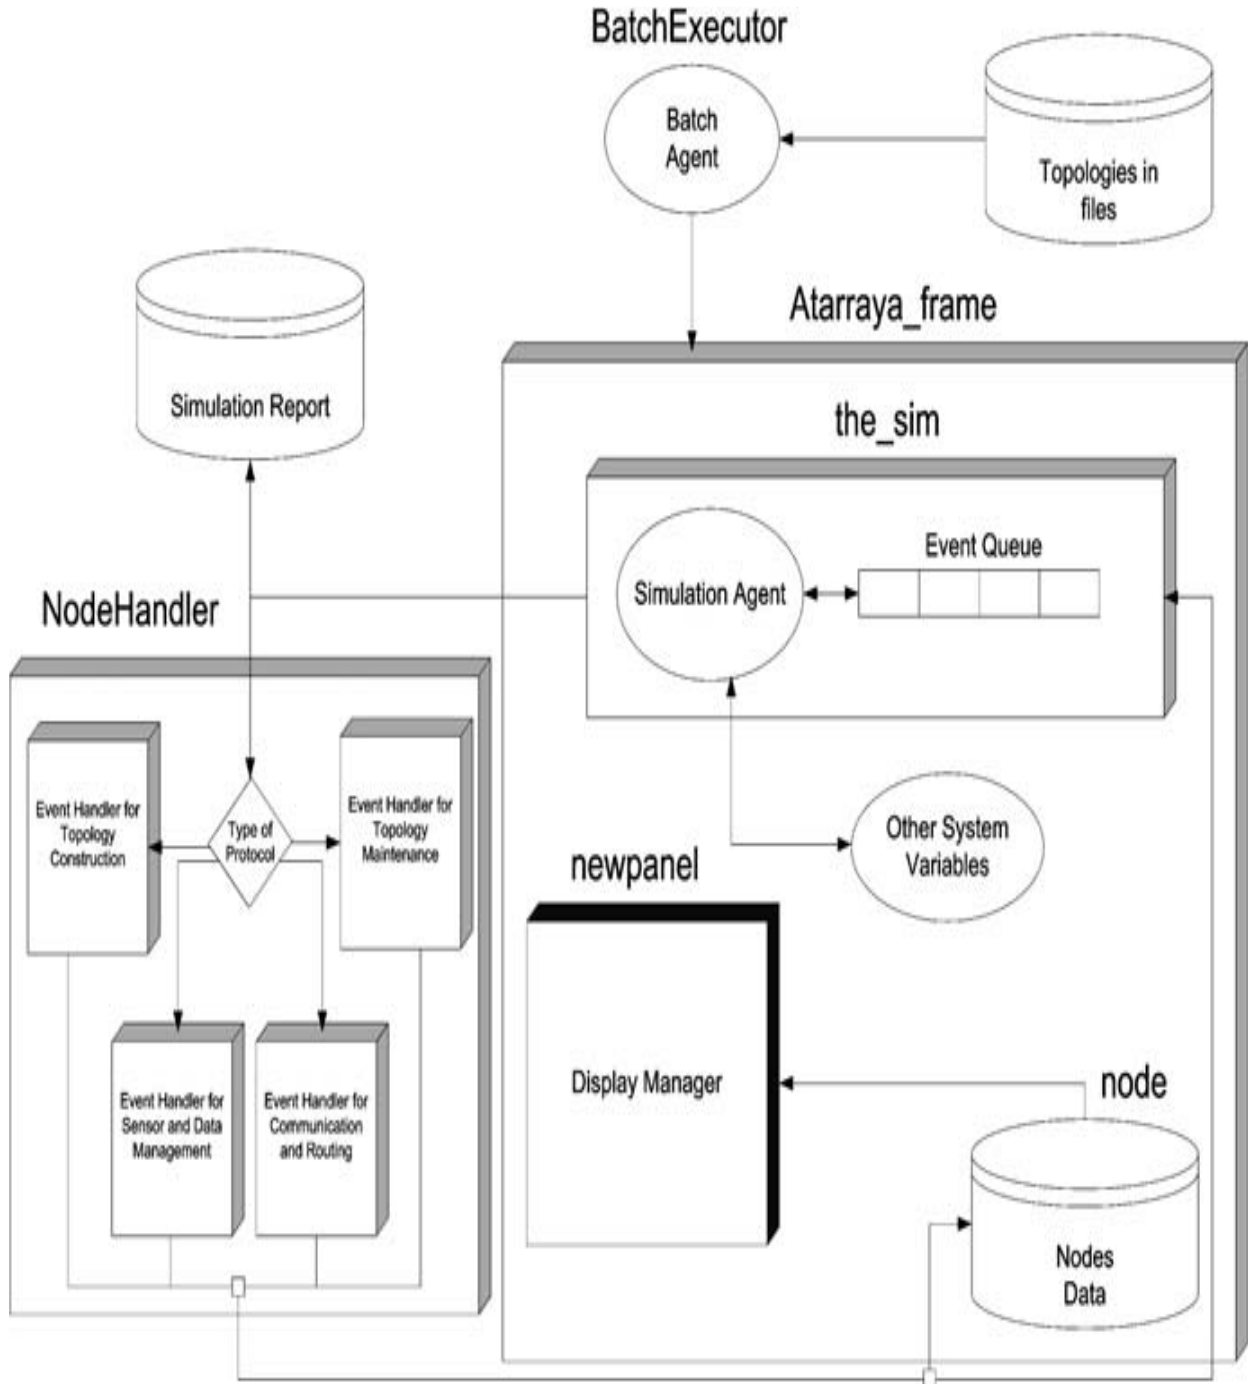 BatchExecutor
Batch
Agent
Topologies in
files
Atarraya_frame
Simulation Report
the_sim
Event Queue
Simulation Agent
NodeHandler
Event Handler for
Topology
Construction
Type of
Protocol
Event Handler for
Topology
Maintenance
Other System
Variables
newpanel
Display Manager
node
Event Handler for
Sensor and Data
Management
Event Handler for
Communication
and Routing
Nodes
Data